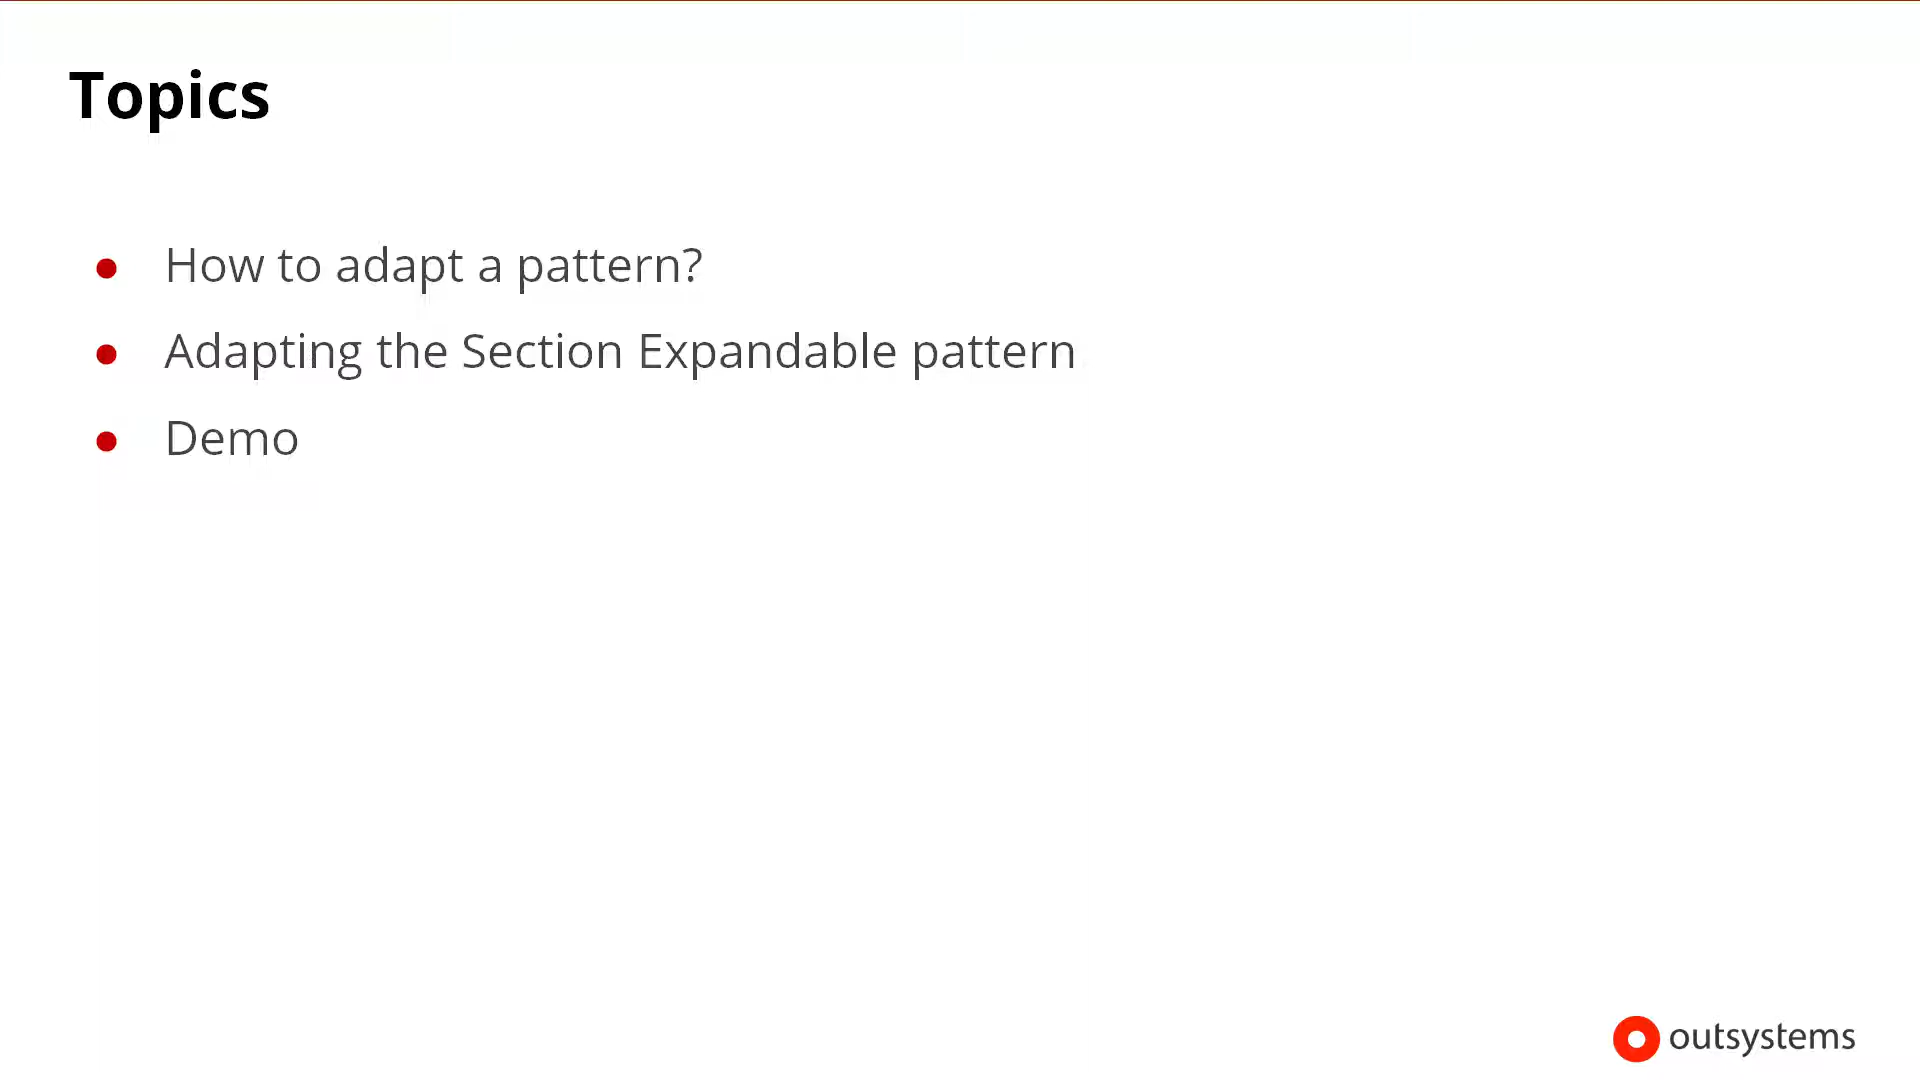 Topics
● How to adapt a pattern?
● Adapting the Section Expandable pattern
● Demo
outsystems